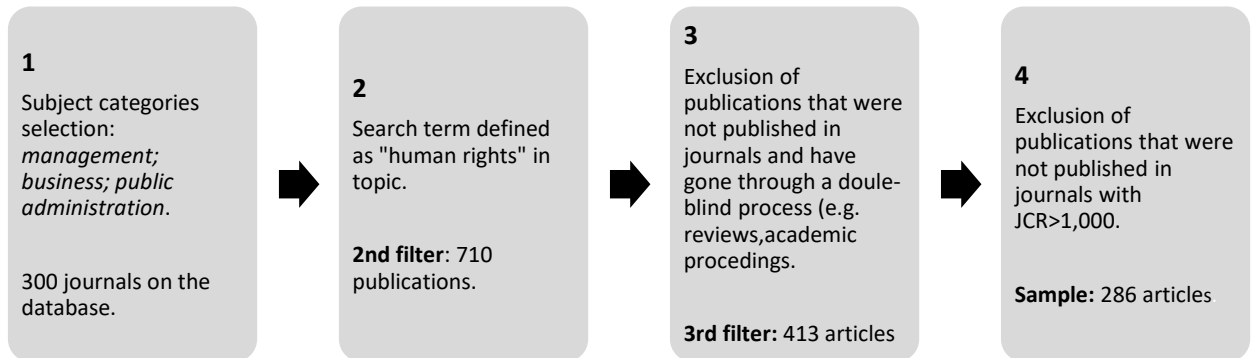 1
Subject categories
selection:
management;
business; public
administration.
300 journals on the
database.
2
Search term defined
as "human rights" in
topic.
2nd filter: 710
publications.
3
Exclusion of
publications that were
not published in
journals and have
gone through a doule-
blind process (e.g.
reviews,academic
procedings.
3rd filter: 413 articles
4
Exclusion of
publications that were
not published in
journals with
JCR>1,000.
Sample: 286 articles